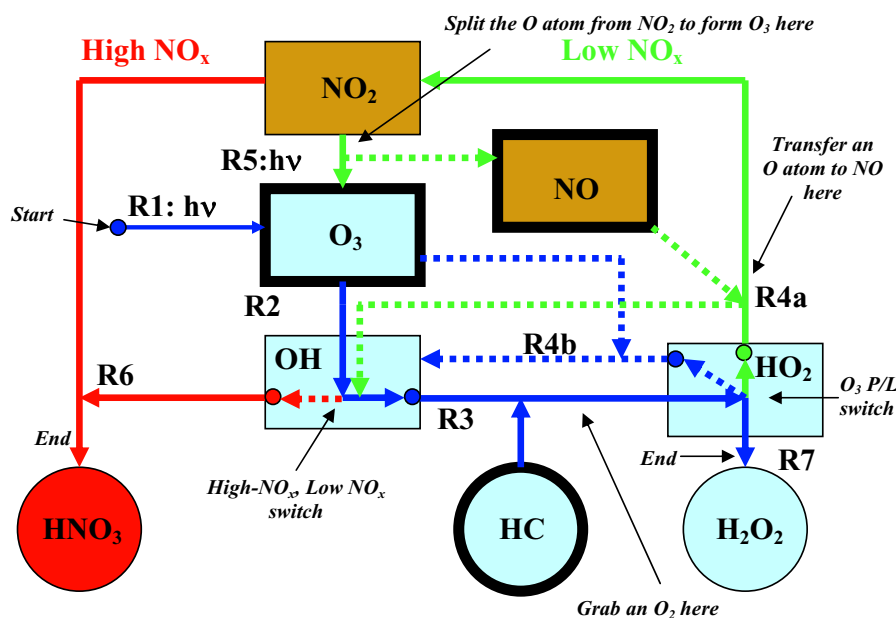 Split the O atom from NO₂ to form O₃ here
High NOₓ
Low NOₓ
NO₂
R5:hν
NO
Transfer an
O atom to NO
here
Start
R1: hν
O₃
R2
R4a
OH
R4b
HO₂
O₃ P/L
switch
R6
R3
End
End
R7
High-NOₓ, Low NOₓ
switch
HNO₃
HC
H₂O₂
Grab an O₂ here